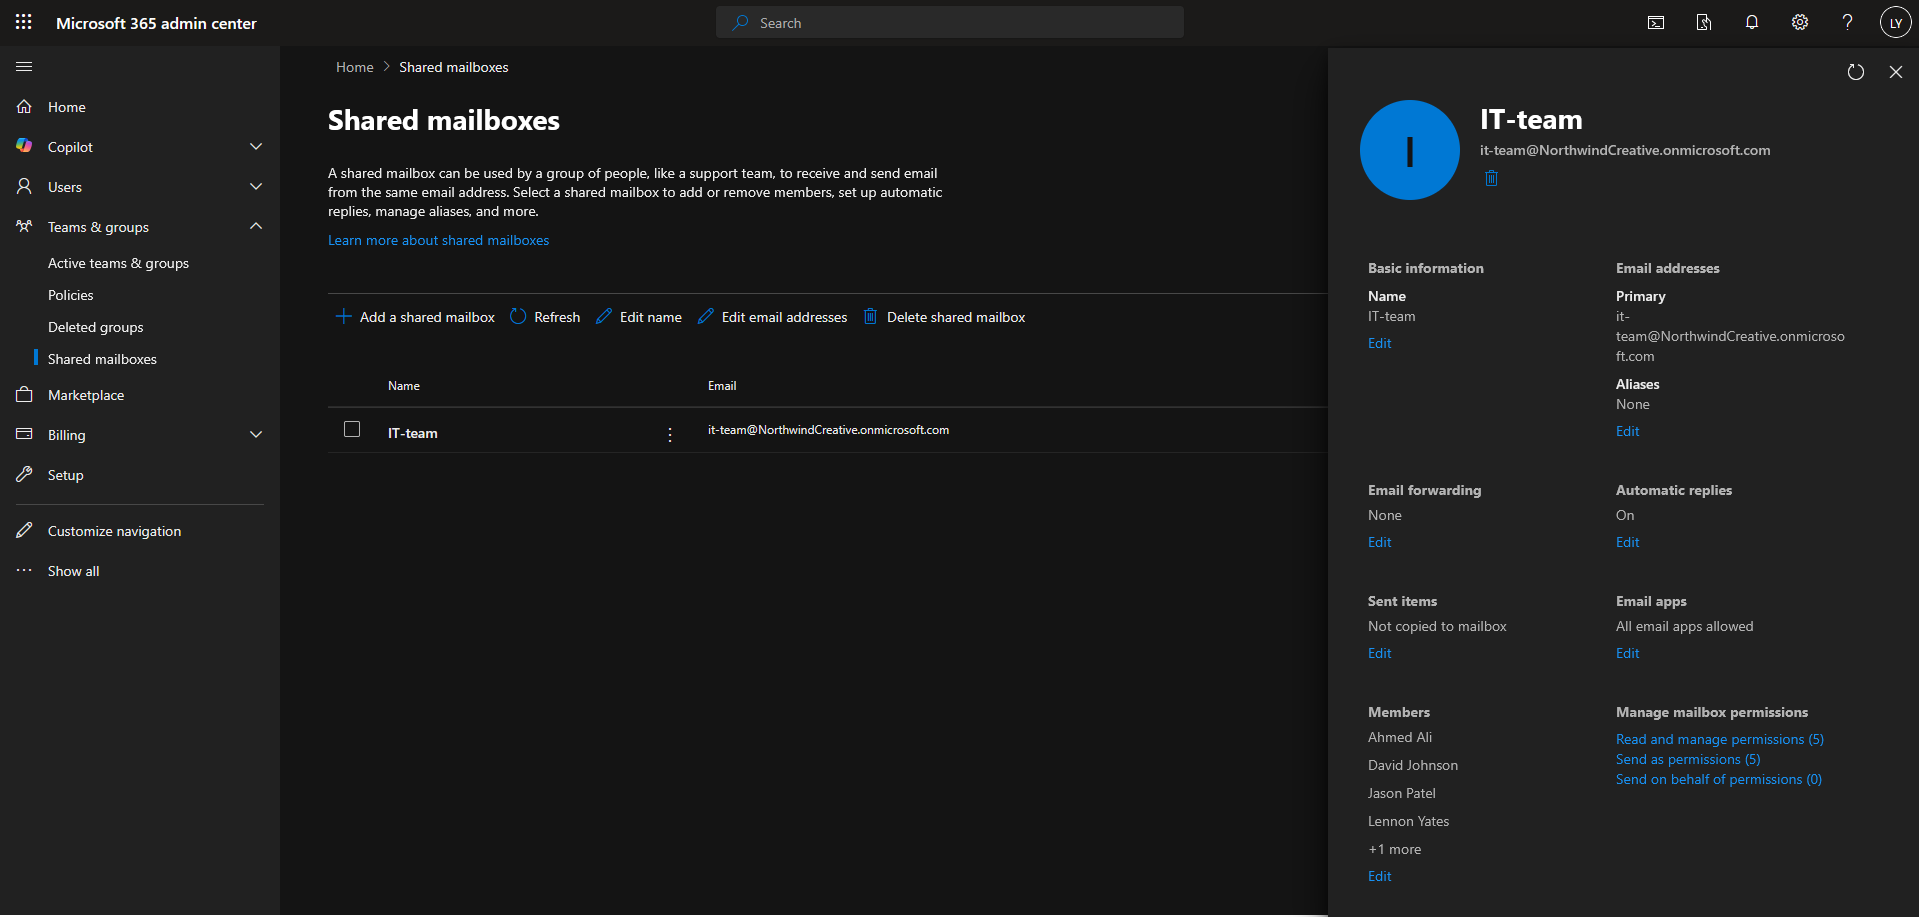 Microsoft 365 admin center
Search
LY
Home
Copilot
Users
Teams & groups
Active teams & groups
Policies
Deleted groups
Shared mailboxes
Marketplace
Billing
Setup
Customize navigation
Show all
Home > Shared mailboxes
Shared mailboxes
A shared mailbox can be used by a group of people, like a support team, to receive and send email
from the same email address. Select a shared mailbox to add or remove members, set up automatic
replies, manage aliases, and more.
Learn more about shared mailboxes
Add a shared mailbox Refresh Edit name Edit email addresses Delete shared mailbox
Name Email
IT-team it-team@NorthwindCreative.onmicrosoft.com
I
IT-team
it-team@NorthwindCreative.onmicrosoft.com
Basic information
Name
IT-team
Edit
Email addresses
Primary
it-
team@NorthwindCreative.onmicroso
ft.com
Aliases
None
Edit
Email forwarding
None
Edit
Automatic replies
On
Edit
Sent items
Not copied to mailbox
Edit
Email apps
All email apps allowed
Edit
Members
Ahmed Ali
David Johnson
Jason Patel
Lennon Yates
+1 more
Edit
Manage mailbox permissions
Read and manage permissions (5)
Send as permissions (5)
Send on behalf of permissions (0)